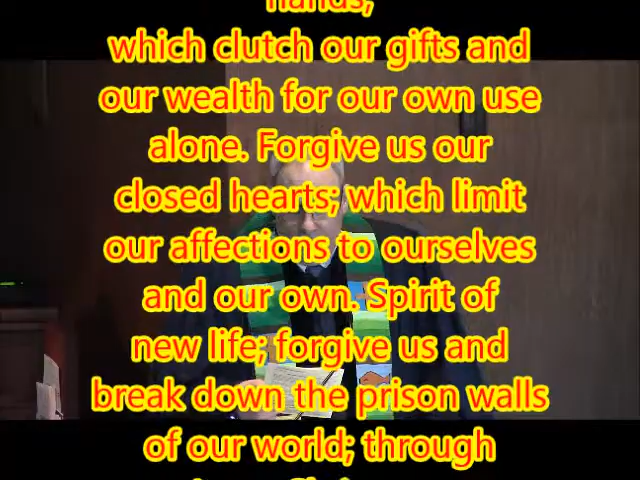 hands,
which clutch our gifts and
our wealth for our own use
alone. Forgive us our
closed hearts; which limit
our affections to ourselves
and our own. Spirit of
new life; forgive us and
break down the prison walls
of our world; through